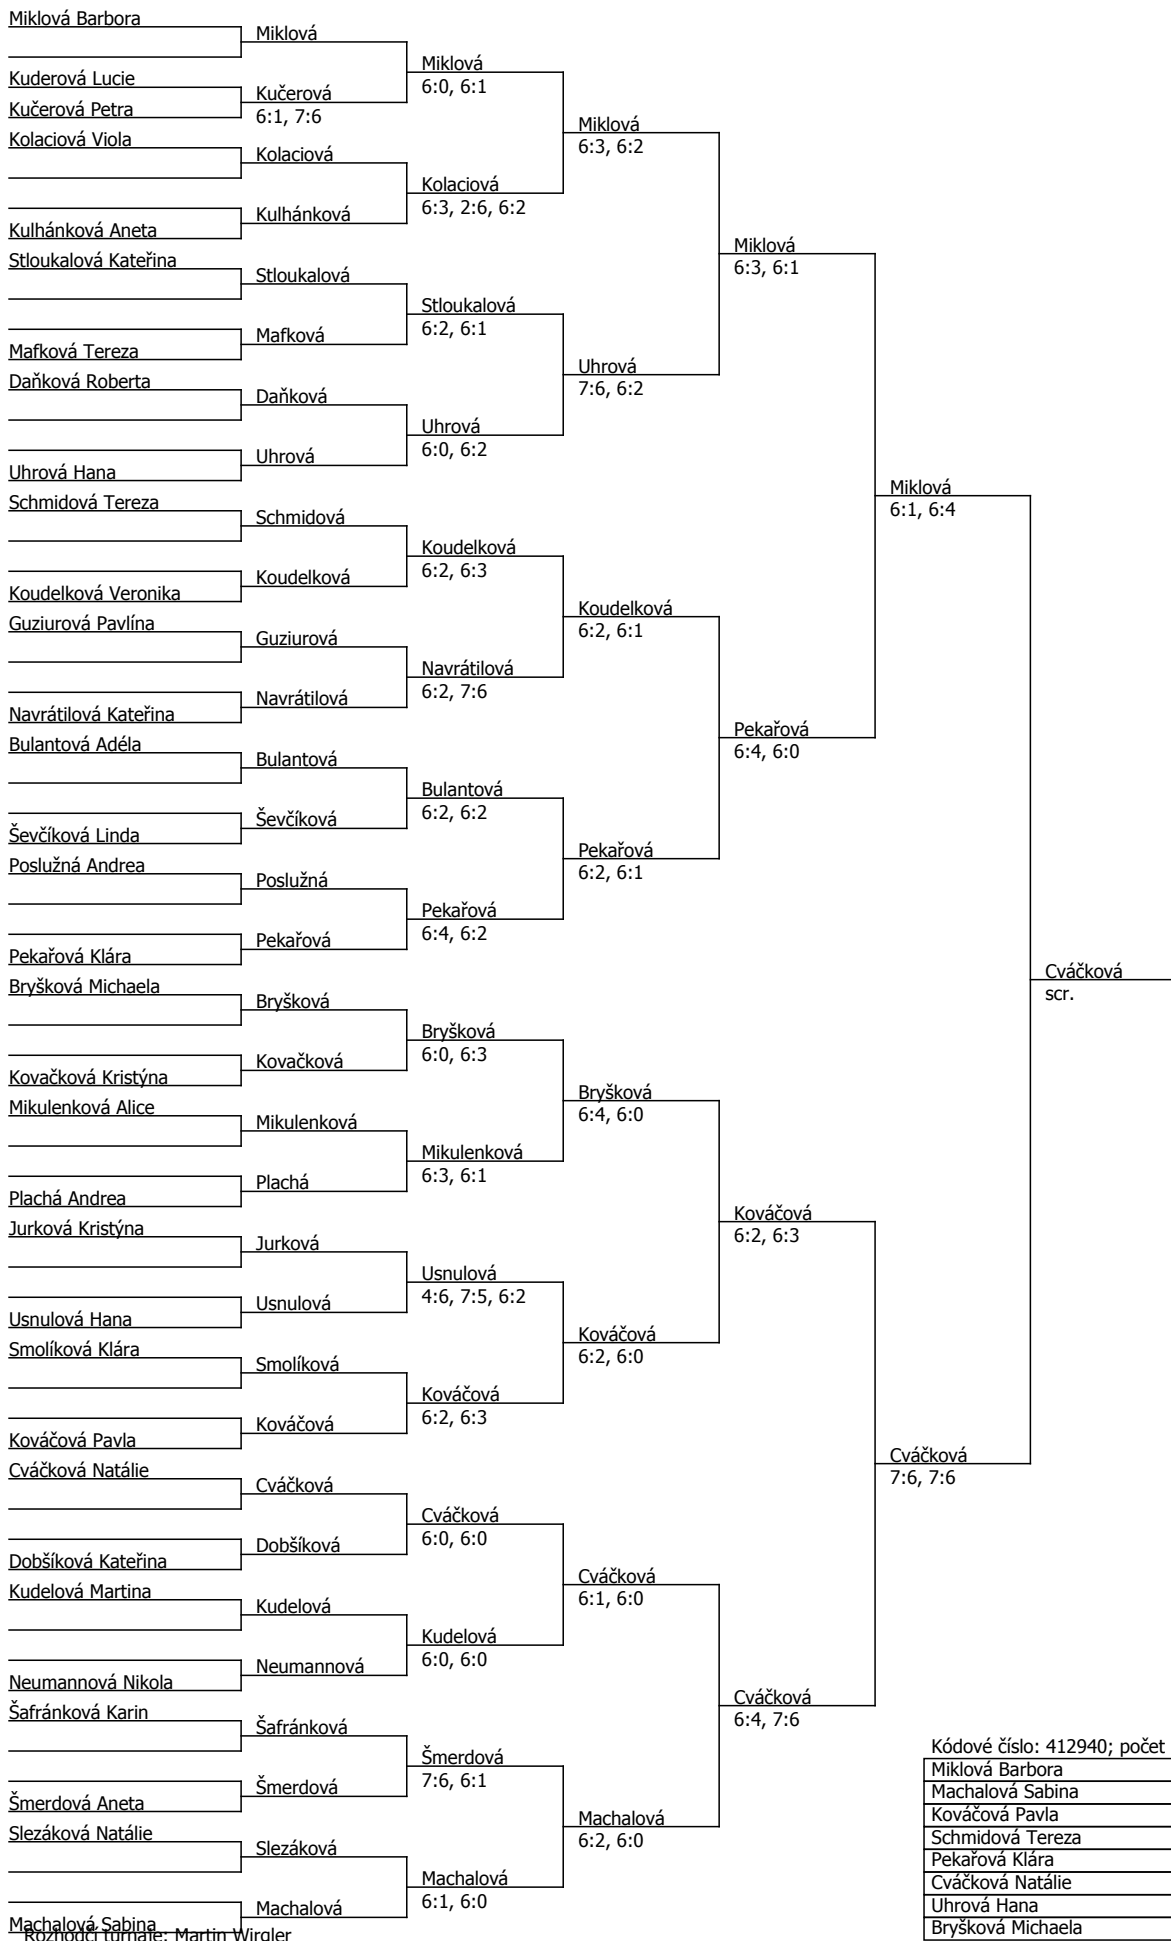 Miklová Barbora
Miklová
Kuderová Lucie
Kučerová Petra
Kučerová
6:1, 7:6
Miklová
6:0, 6:1
Kolaciová Viola
Kolaciová
Kulhánková
Kulhánková Aneta
Kolaciová
6:3, 2:6, 6:2
Miklová
6:3, 6:2
Stloukalová Kateřina
Stloukalová
Mafková
Mafková Tereza
Stloukalová
6:2, 6:1
Daňková Roberta
Daňková
Uhrová
Uhrová Hana
Uhrová
6:0, 6:2
Uhrová
7:6, 6:2
Miklová
6:3, 6:1
Schmidová Tereza
Schmidová
Koudelková
Koudelková Veronika
Koudelková
6:2, 6:3
Guziurová Pavlína
Guziurová
Navrátilová
Navrátilová Kateřina
Navrátilová
6:2, 7:6
Koudelková
6:2, 6:1
Bulantová Adéla
Bulantová
Ševčíková
Ševčíková Linda
Bulantová
6:2, 6:2
Poslužná Andrea
Poslužná
Pekařová
Pekařová Klára
Pekařová
6:4, 6:2
Pekařová
6:2, 6:1
Pekařová
6:4, 6:0
Miklová
6:1, 6:4
Bryšková Michaela
Bryšková
Kovačková
Kovačková Kristýna
Bryšková
6:0, 6:3
Mikulenková Alice
Mikulenková
Plachá
Plachá Andrea
Mikulenková
6:3, 6:1
Bryšková
6:4, 6:0
Jurková Kristýna
Jurková
Usnulová
Usnulová Hana
Usnulová
4:6, 7:5, 6:2
Smolíková Klára
Smolíková
Kováčová
Kováčová Pavla
Kováčová
6:2, 6:3
Kováčová
6:2, 6:0
Kováčová
6:2, 6:3
Cváčková Natálie
Cváčková
Dobšíková
Dobšíková Kateřina
Cváčková
6:0, 6:0
Kudelová Martina
Kudelová
Neumannová
Neumannová Nikola
Kudelová
6:0, 6:0
Cváčková
6:1, 6:0
Šafránková Karin
Šafránková
Šmerdová
Šmerdová Aneta
Šmerdová
7:6, 6:1
Slezáková Natálie
Slezáková
Machalová
Machalová Sabina
Machalová
6:1, 6:0
Machalová
6:2, 6:0
Cváčková
6:4, 7:6
Cváčková
7:6, 7:6
Cváčková
scr.
Rozhodčí turnaje: Martin Wirgler
Kódové číslo: 412940; počet
Miklová Barbora
Machalová Sabina
Kováčová Pavla
Schmidová Tereza
Pekařová Klára
Cváčková Natálie
Uhrová Hana
Bryšková Michaela